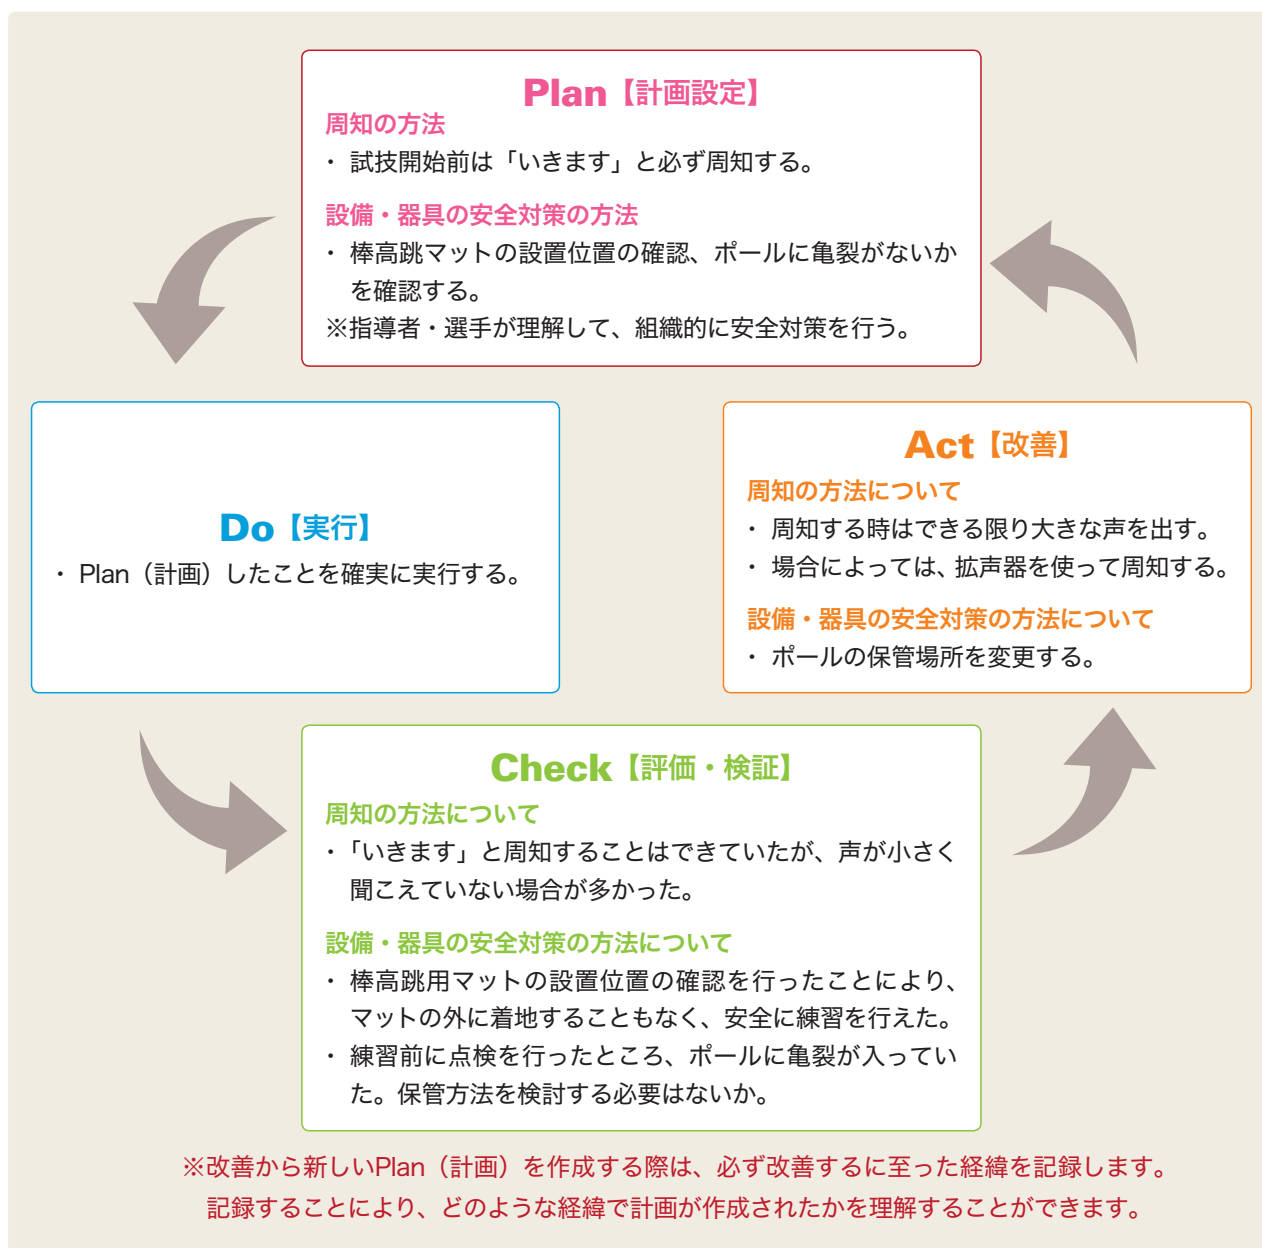 Plan【計画設定】
周知の方法
・ 試技開始前は「いきます」と必ず周知する。
設備・器具の安全対策の方法
・ 棒高跳マットの設置位置の確認、ポールに亀裂がないか
を確認する。
※指導者・選手が理解して、組織的に安全対策を行う。
Do【実行】
・ Plan（計画）したことを確実に実行する。
Check【評価・検証】
周知の方法について
・「いきます」と周知することはできていたが、声が小さく
聞こえていない場合が多かった。
設備・器具の安全対策の方法について
・ 棒高跳用マットの設置位置の確認を行ったことにより、
マットの外に着地することもなく、安全に練習を行えた。
・ 練習前に点検を行ったところ、ポールに亀裂が入ってい
た。保管方法を検討する必要はないか。
Act【改善】
周知の方法について
・ 周知する時はできる限り大きな声を出す。
・ 場合によっては、拡声器を使って周知する。
設備・器具の安全対策の方法について
・ ポールの保管場所を変更する。
※改善から新しいPlan（計画）を作成する際は、必ず改善するに至った経緯を記録します。
記録することにより、どのような経緯で計画が作成されたかを理解することができます。